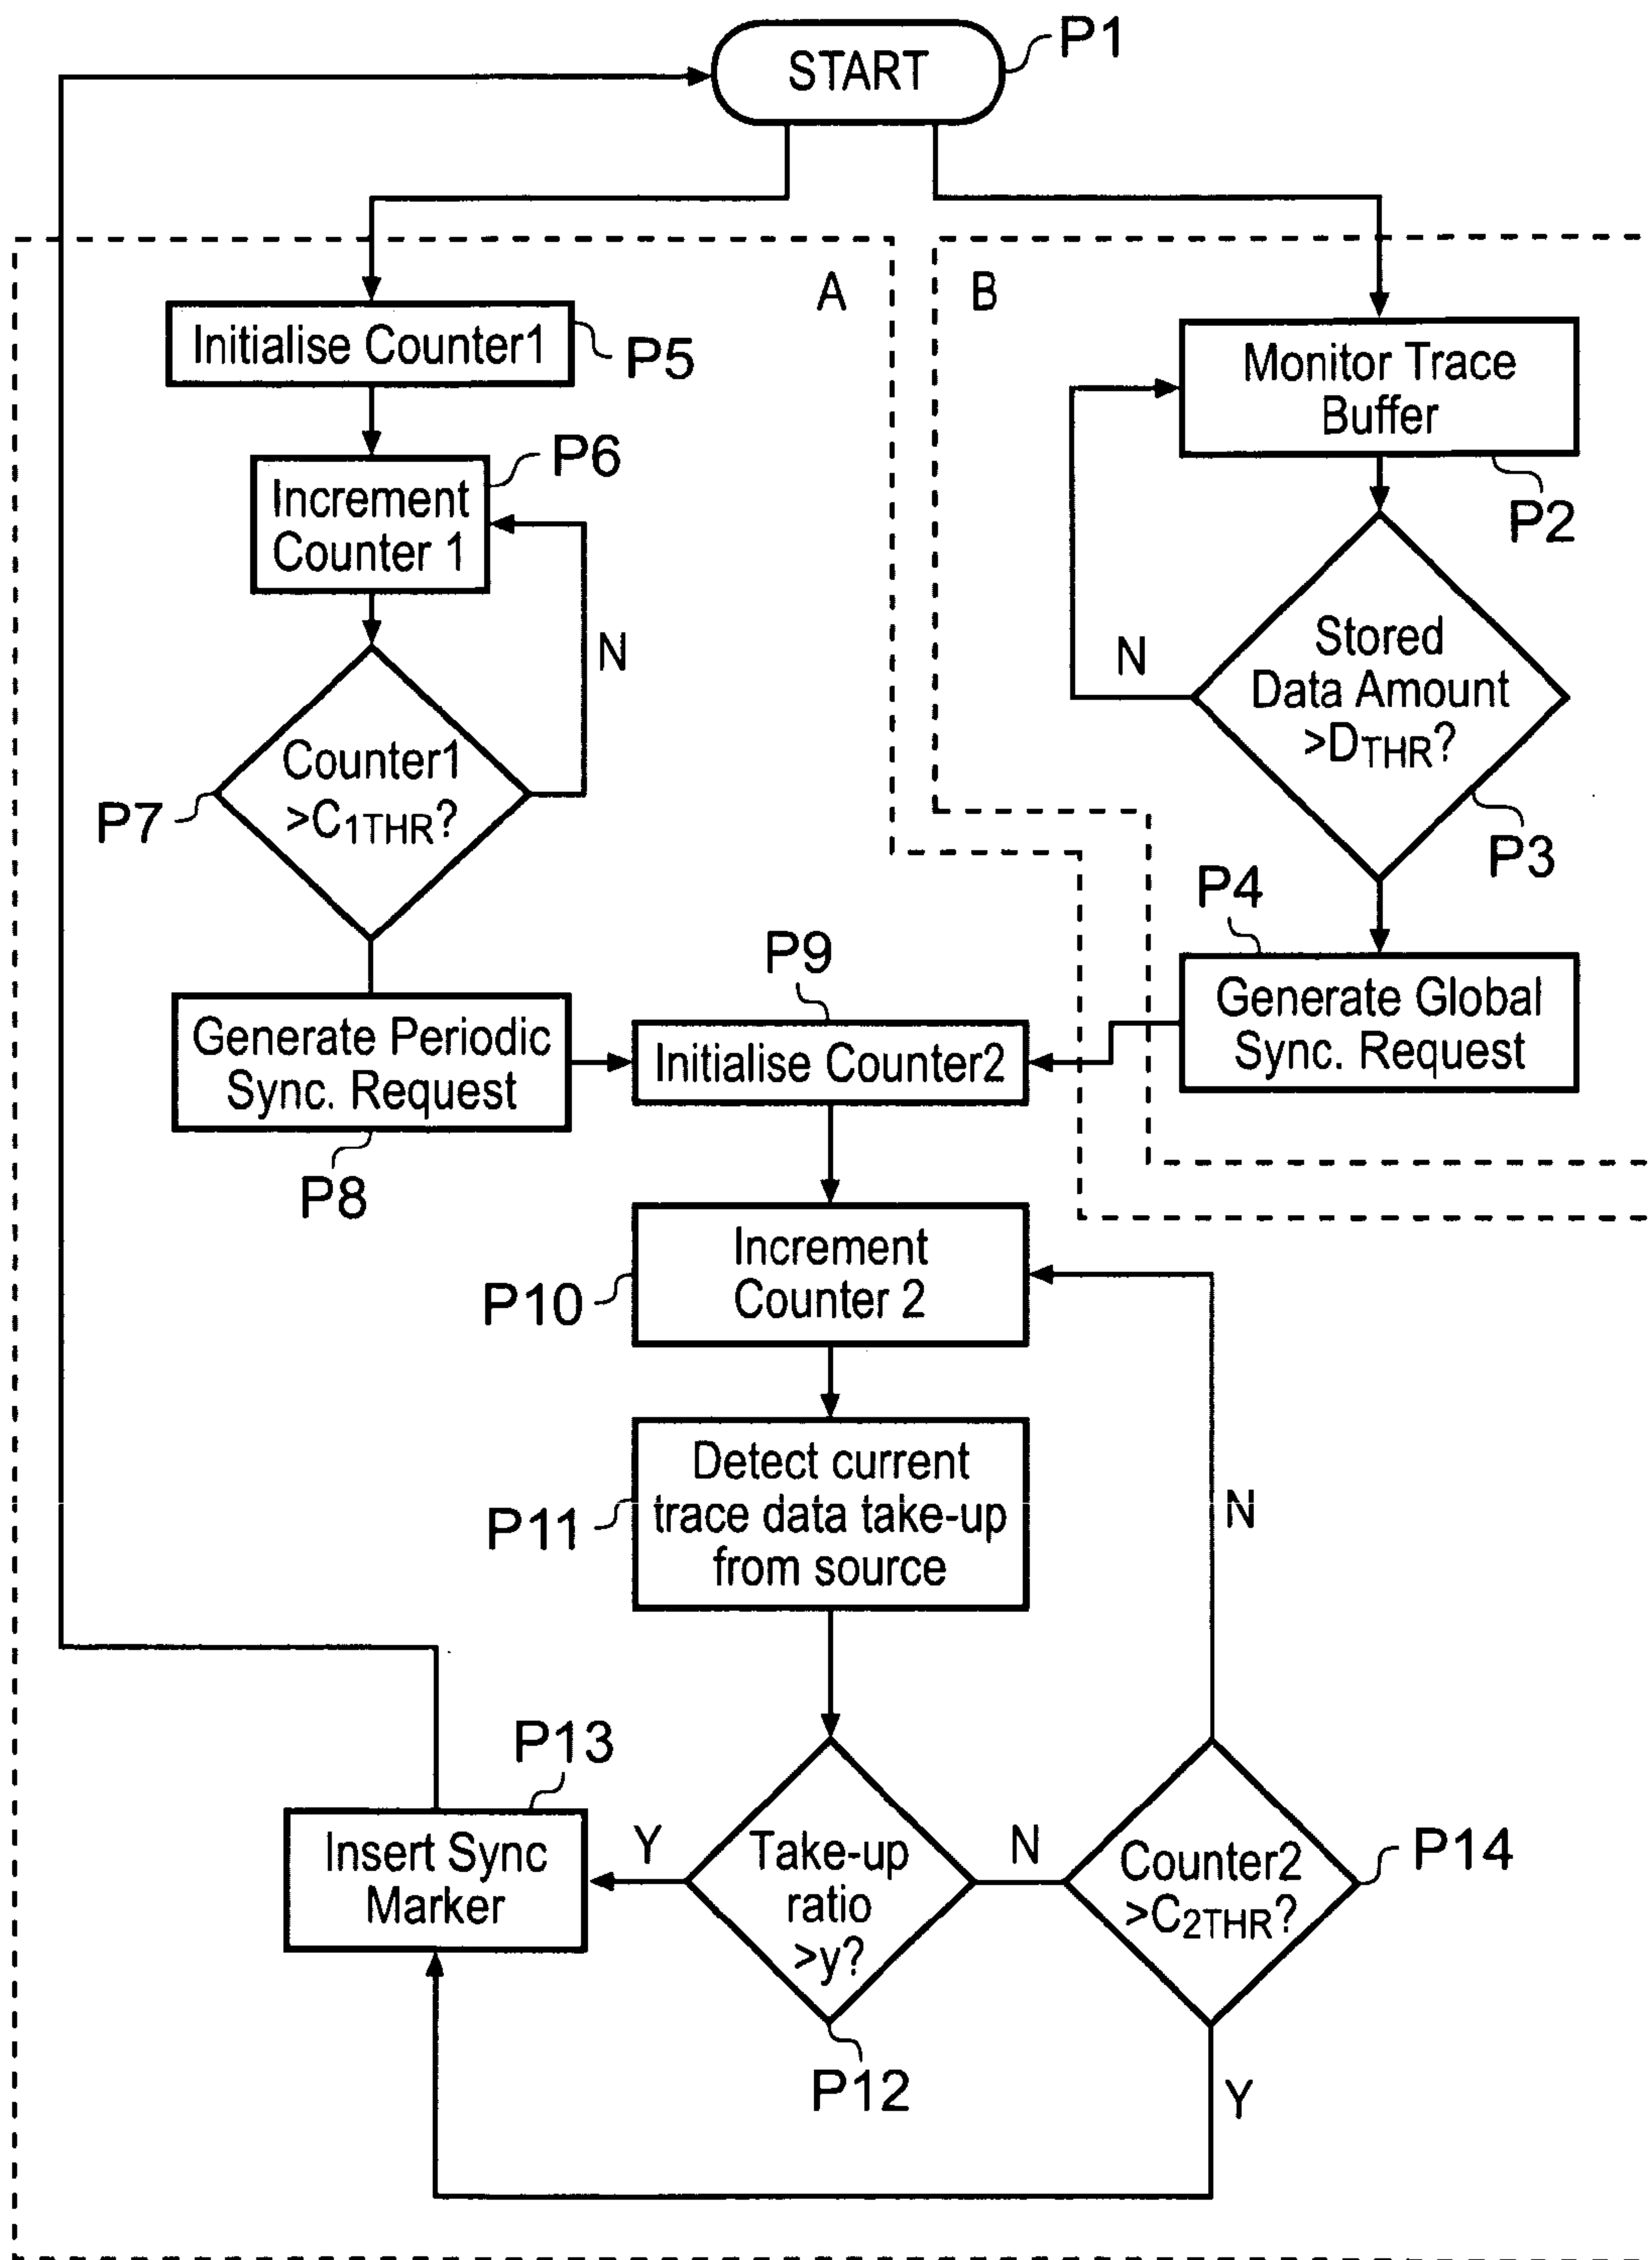 START
P1
A
B
Initialise Counter1
P5
Monitor Trace
Buffer
P2
P6
Increment
Counter 1
N
Stored
Data Amount
>DTHR?
N
P3
Counter1
>C1THR?
P7
P4
Generate Global
Sync. Request
P9
Generate Periodic
Sync. Request
P8
Initialise Counter2
Increment
Counter 2
P10
Detect current
trace data take-up
from source
P11
N
P13
Insert Sync
Marker
Y
Take-up
ratio
>y?
N
Counter2
>C2THR?
P14
P12
Y